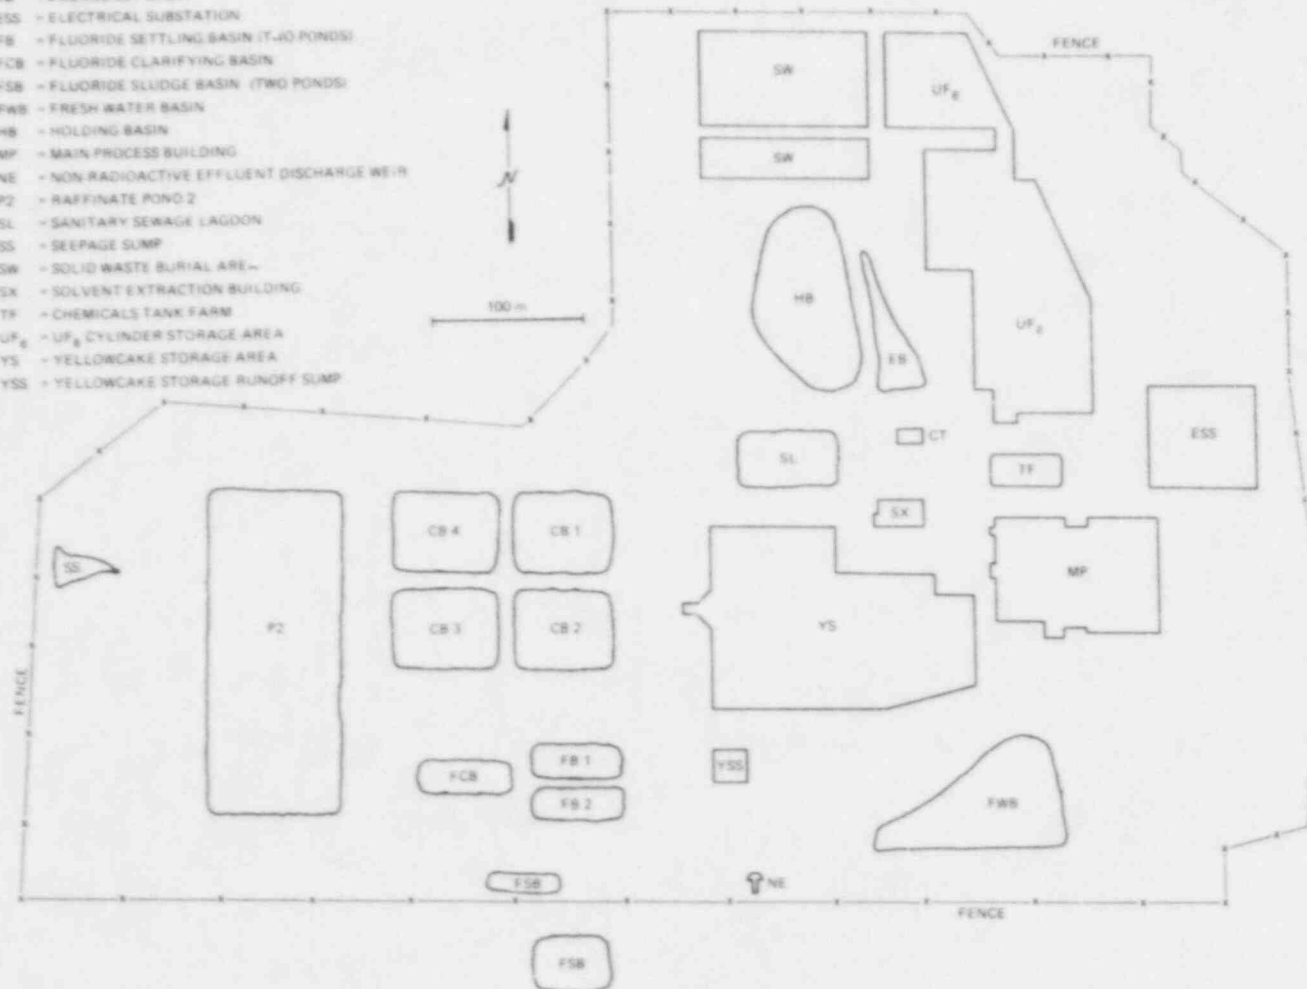 ESS - ELECTRICAL SUBSTATION
FB - FLUORIDE SETTLING BASIN (TWO PONDS)
FCB - FLUORIDE CLARIFYING BASIN
FSB - FLUORIDE SLUDGE BASIN (TWO PONDS)
FWB - FRESH WATER BASIN
HB - HOLDING BASIN
MP - MAIN PROCESS BUILDING
NE - NON RADIOACTIVE EFFLUENT DISCHARGE WEIR
P2 - RAFFINATE POND 2
SL - SANITARY SEWAGE LAGOON
SS - SEEPAGE SUMP
SW - SOLID WASTE BURIAL AREA
SX - SOLVENT EXTRACTION BUILDING
TF - CHEMICALS TANK FARM
UF6 - UF6 CYLINDER STORAGE AREA
YS - YELLOWCAKE STORAGE AREA
YSS - YELLOWCAKE STORAGE RUNOFF SUMP
N
100 m
FENCE
SW
UF6
SW
HB
EB
UF6
CT
ESS
SL
TF
SX
CB 4
CB 1
SS
MP
P2
CB 3
CB 2
YS
FENCE
FB 1
FCB
YSS
FB 2
FWB
FSB
NE
FENCE
FSB